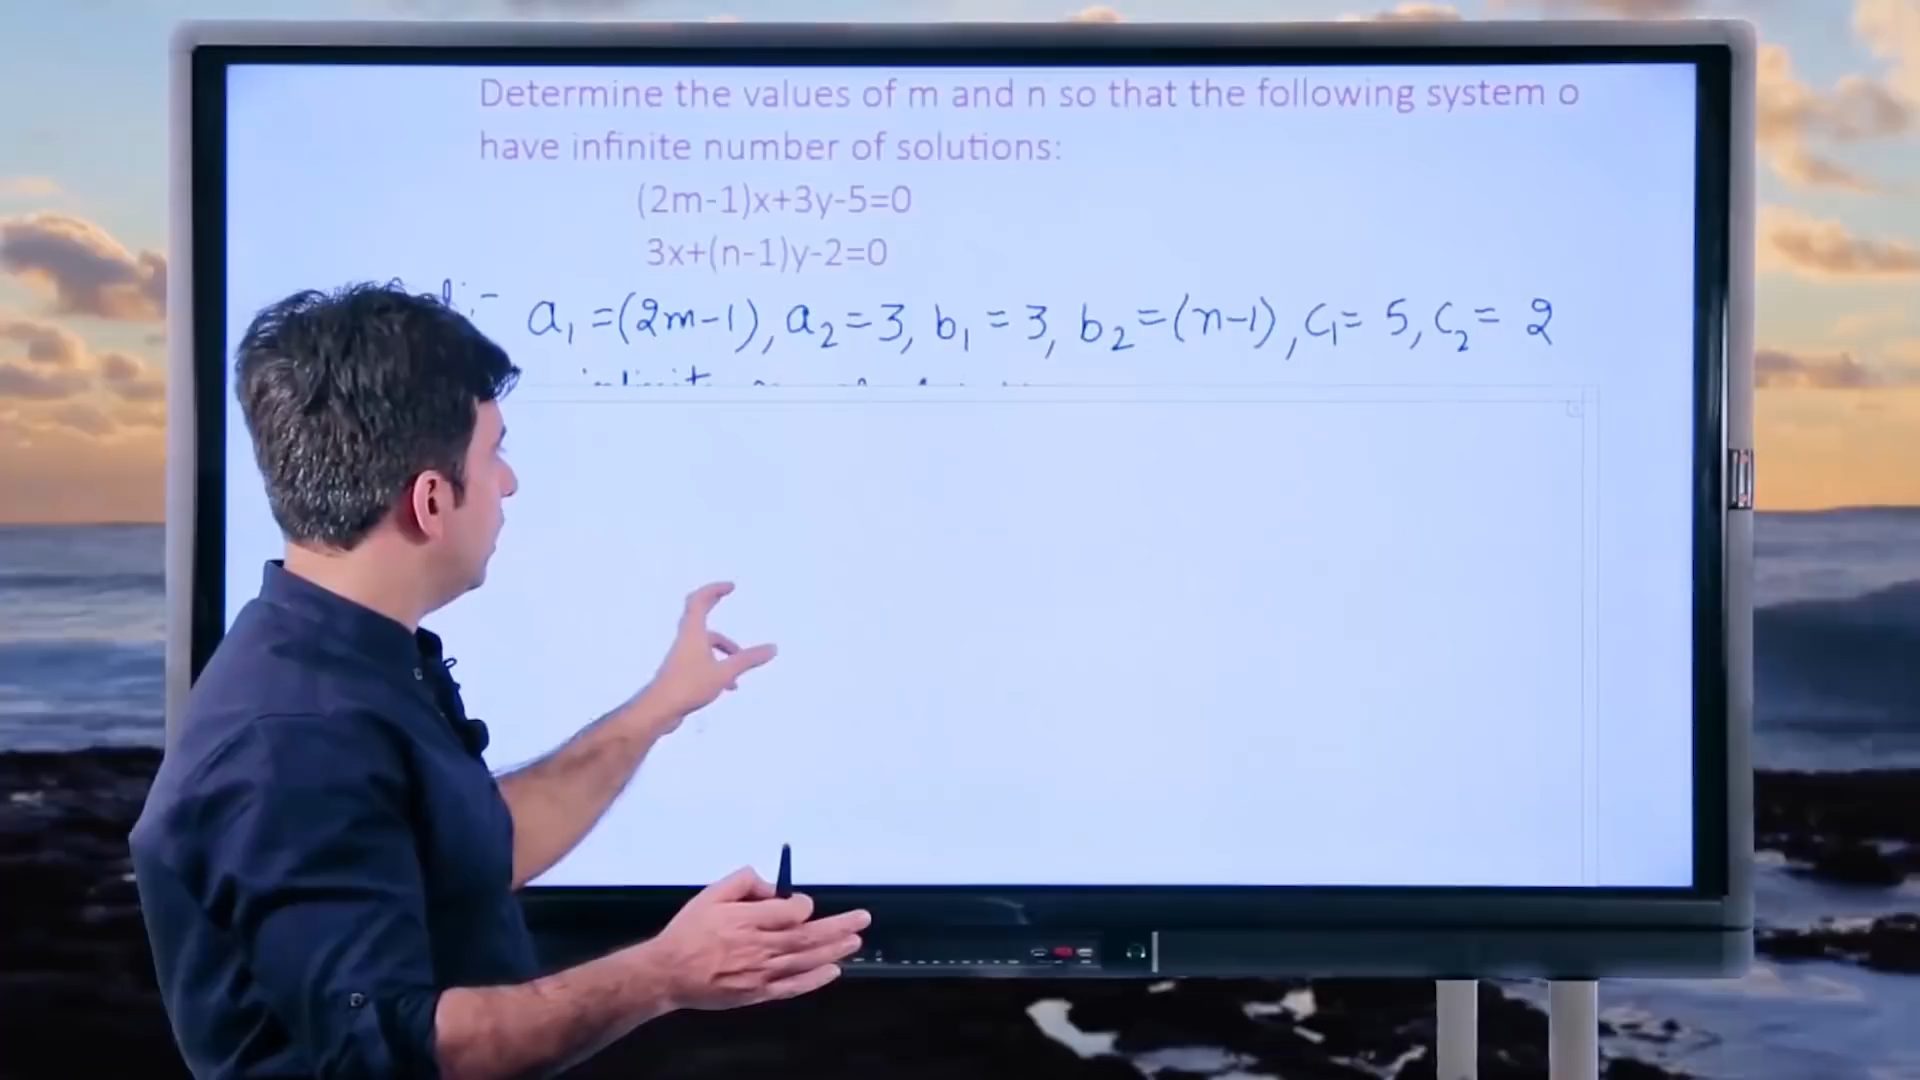 Determine the values of m and n so that the following system o
have infinite number of solutions:
(2m-1)x+3y-5=0
3x+(n-1)y-2=0
a₁ =(2m-1), a₂=3, b₁ = 3, b₂=(n-1), c₁= 5, c₂= 2